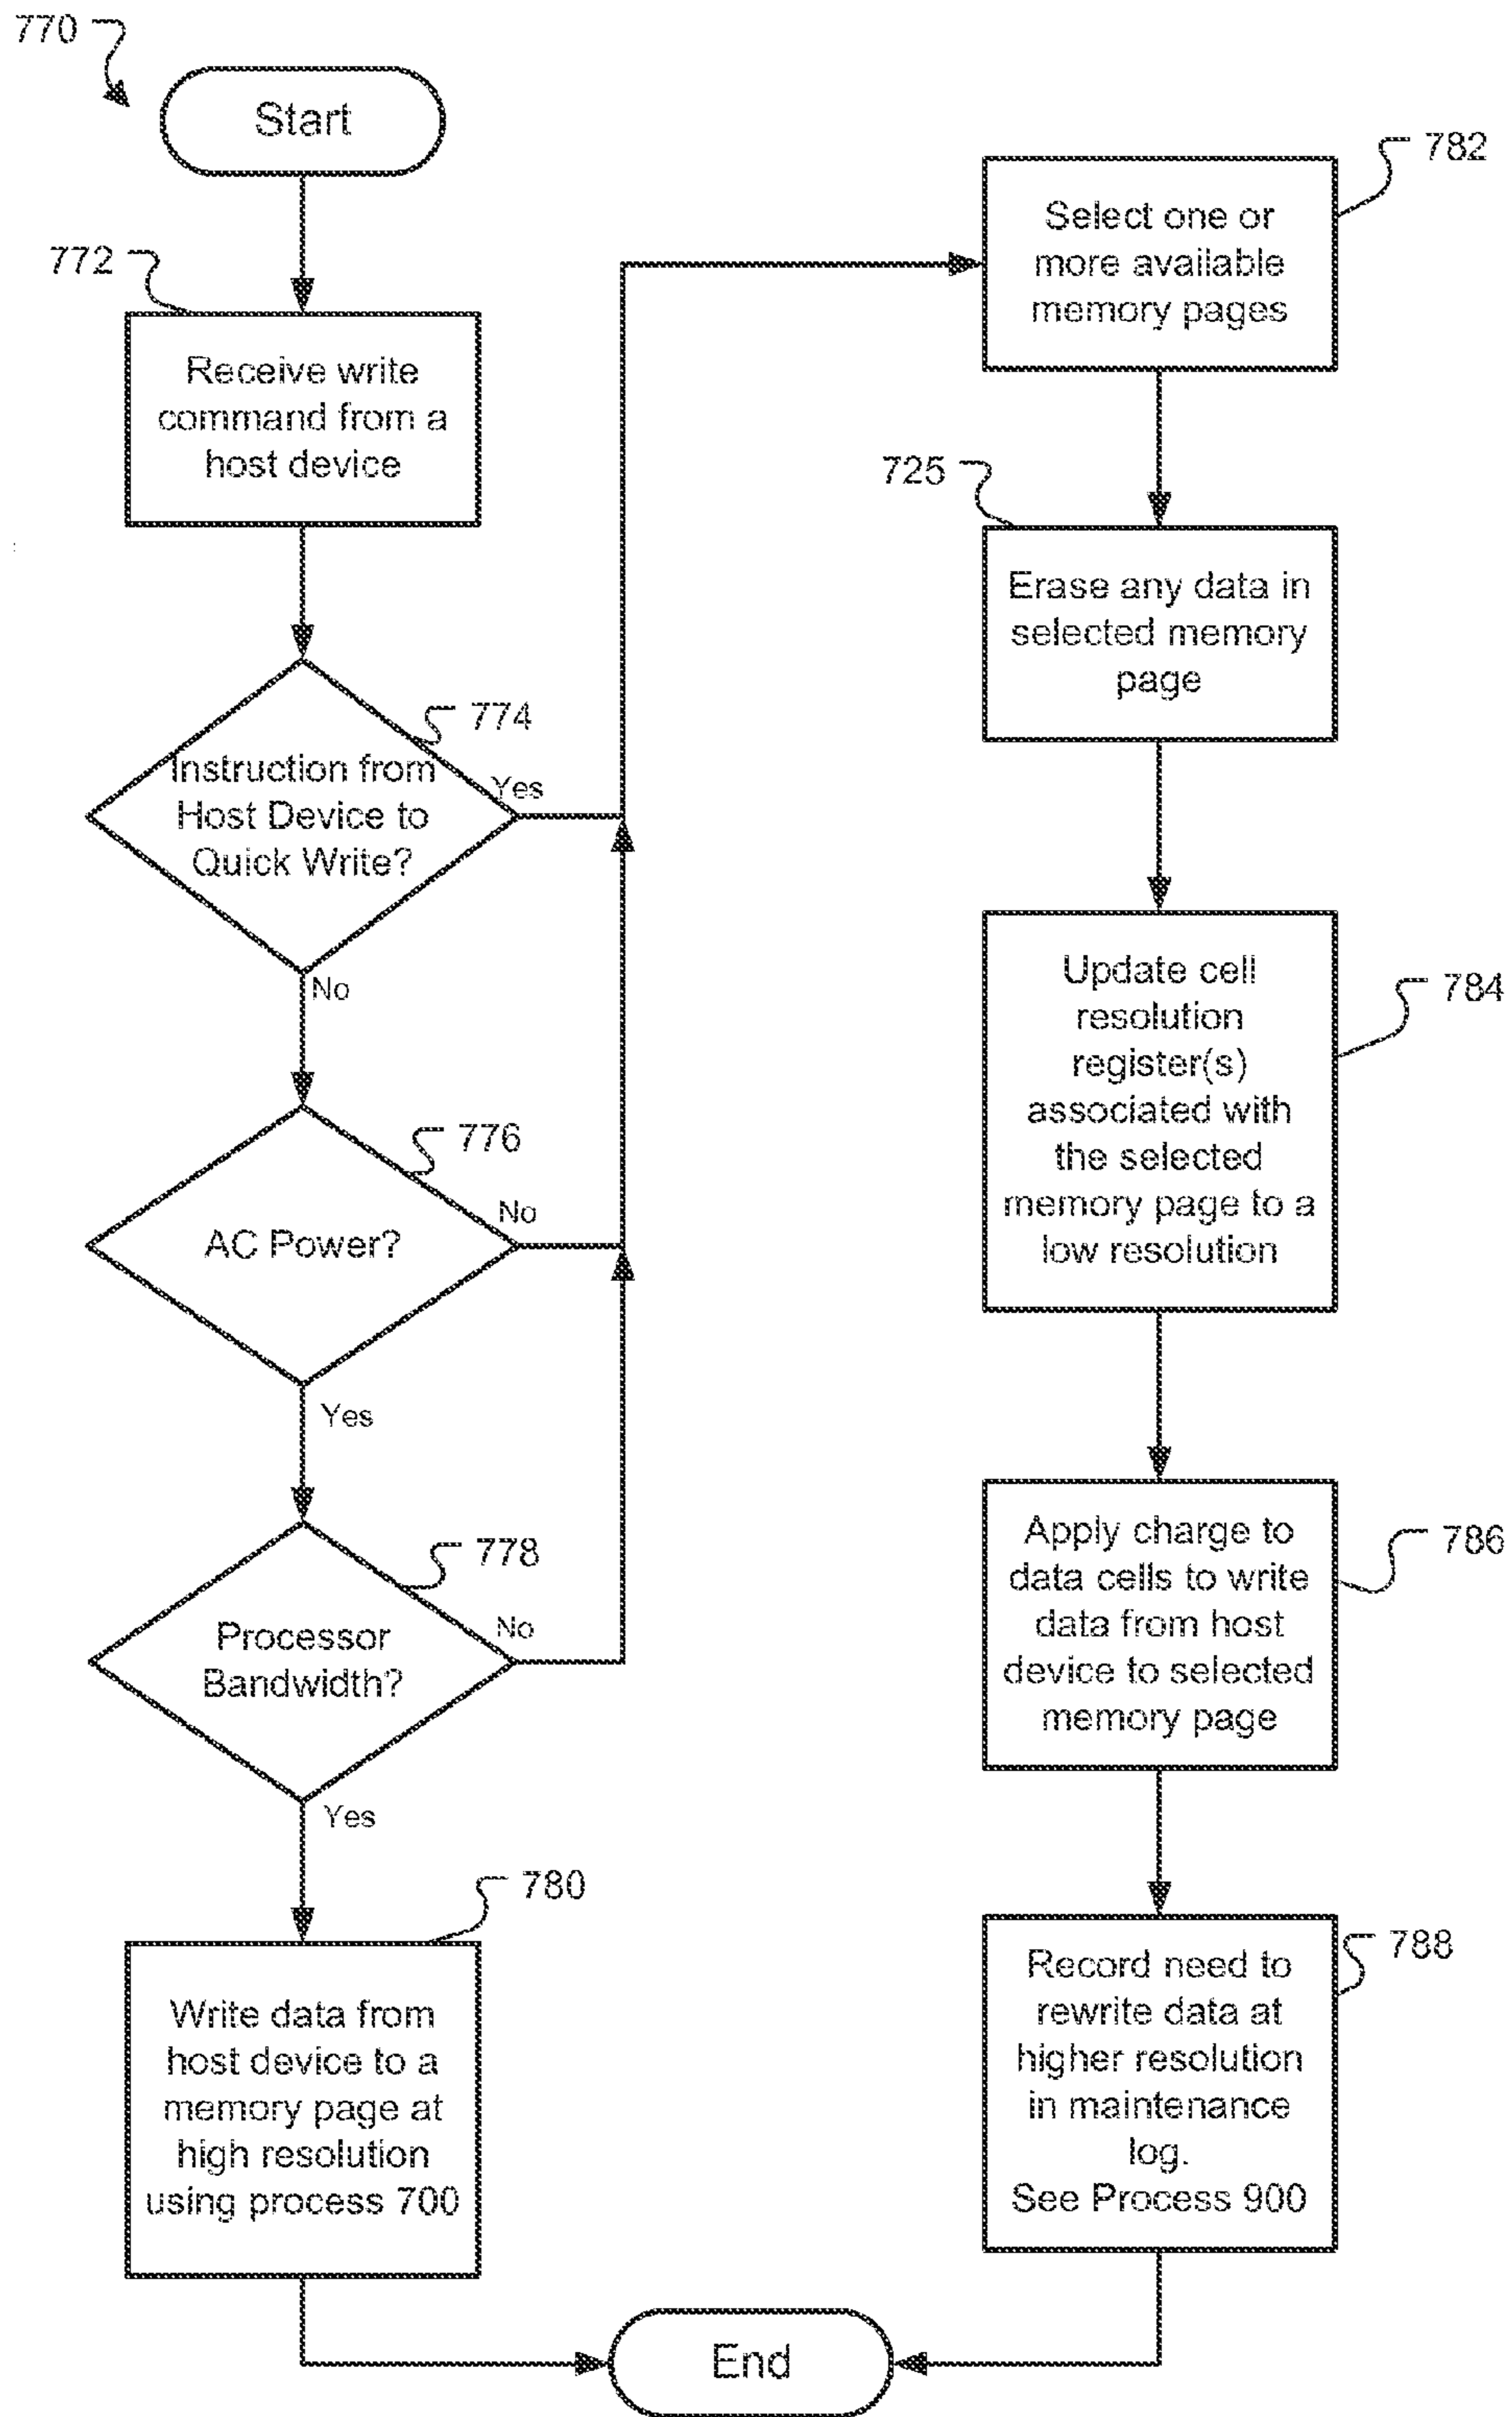 770
Start
772
Receive write
command from a
host device
774
Instruction from
Host Device to
Quick Write?
Yes
No
776
AC Power?
No
Yes
778
Processor
Bandwidth?
No
Yes
780
Write data from
host device to a
memory page at
high resolution
using process 700
782
Select one or
more available
memory pages
725
Erase any data in
selected memory
page
784
Update cell
resolution
register(s)
associated with
the selected
memory page to a
low resolution
786
Apply charge to
data cells to write
data from host
device to selected
memory page
788
Record need to
rewrite data at
higher resolution
in maintenance
log.
See Process 900
End